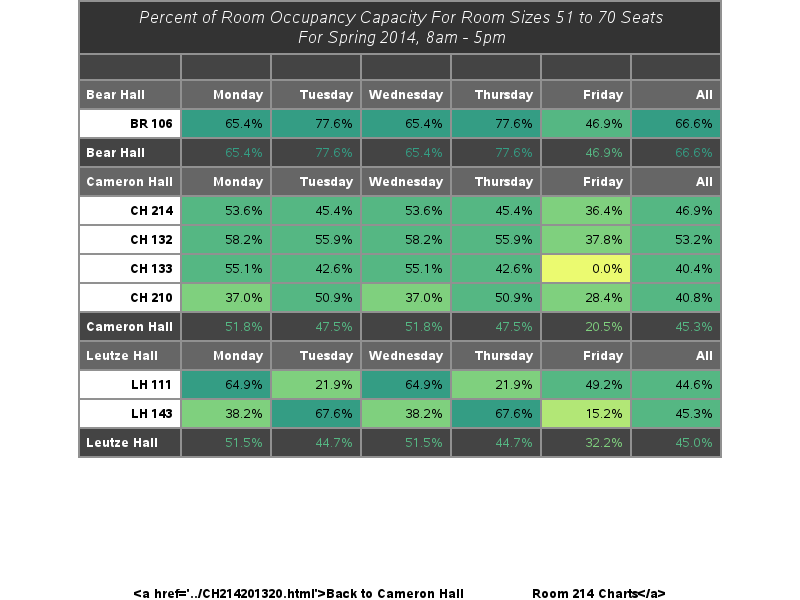 Percent of Room Occupancy Capacity For Room Sizes 51 to 70 Seats
For Spring 2014, 8am - 5pm
Bear Hall Monday Tuesday Wednesday Thursday Friday All
BR 106 65.4% 77.6% 65.4% 77.6% 46.9% 66.6%
Bear Hall 65.4% 77.6% 65.4% 77.6% 46.9% 66.6%
Cameron Hall Monday Tuesday Wednesday Thursday Friday All
CH 214 53.6% 45.4% 53.6% 45.4% 36.4% 46.9%
CH 132 58.2% 55.9% 58.2% 55.9% 37.8% 53.2%
CH 133 55.1% 42.6% 55.1% 42.6% 0.0% 40.4%
CH 210 37.0% 50.9% 37.0% 50.9% 28.4% 40.8%
Cameron Hall 51.8% 47.5% 51.8% 47.5% 20.5% 45.3%
Leutze Hall Monday Tuesday Wednesday Thursday Friday All
LH 111 64.9% 21.9% 64.9% 21.9% 49.2% 44.6%
LH 143 38.2% 67.6% 38.2% 67.6% 15.2% 45.3%
Leutze Hall 51.5% 44.7% 51.5% 44.7% 32.2% 45.0%
<a href='../CH214201320.html'>Back to Cameron Hall Room 214 Charts</a>